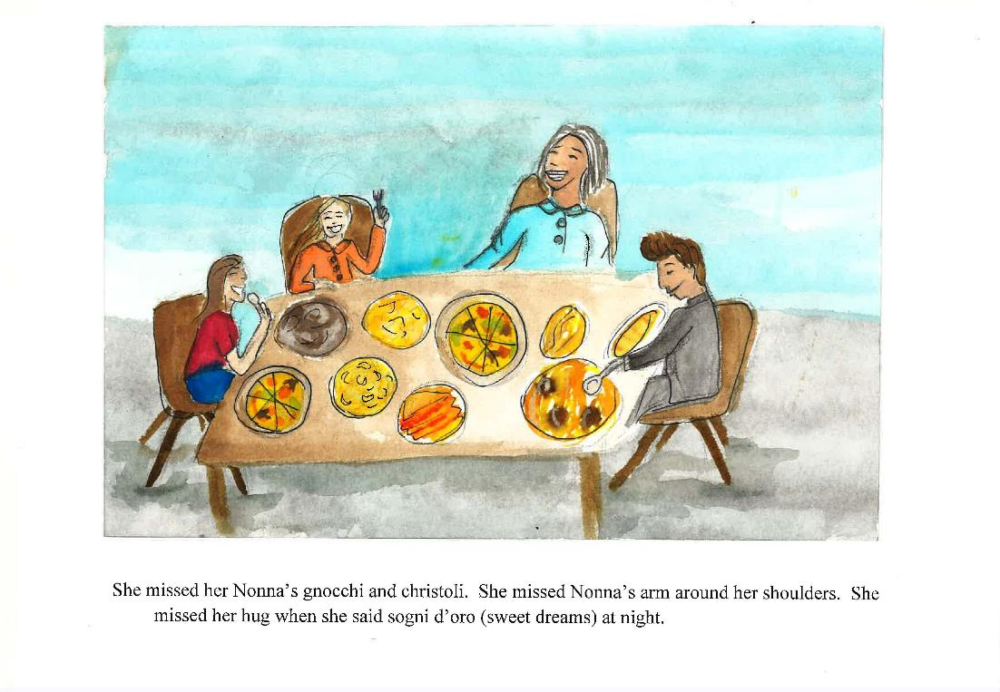 She missed her Nonna's gnocchi and christoli.  She missed Nonna's arm around her shoulders.  She
missed her hug when she said sogni d'oro (sweet dreams) at night.